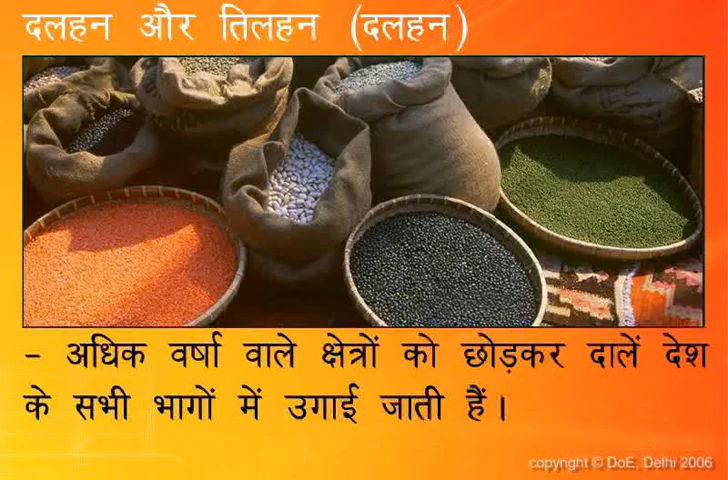 दलहन और तिलहन (दलहन)
- अधिक वर्षा वाले क्षेत्रों को छोड़कर दालें देश
के सभी भागों में उगाई जाती हैं।
copyright © DoE, Delhi 2006